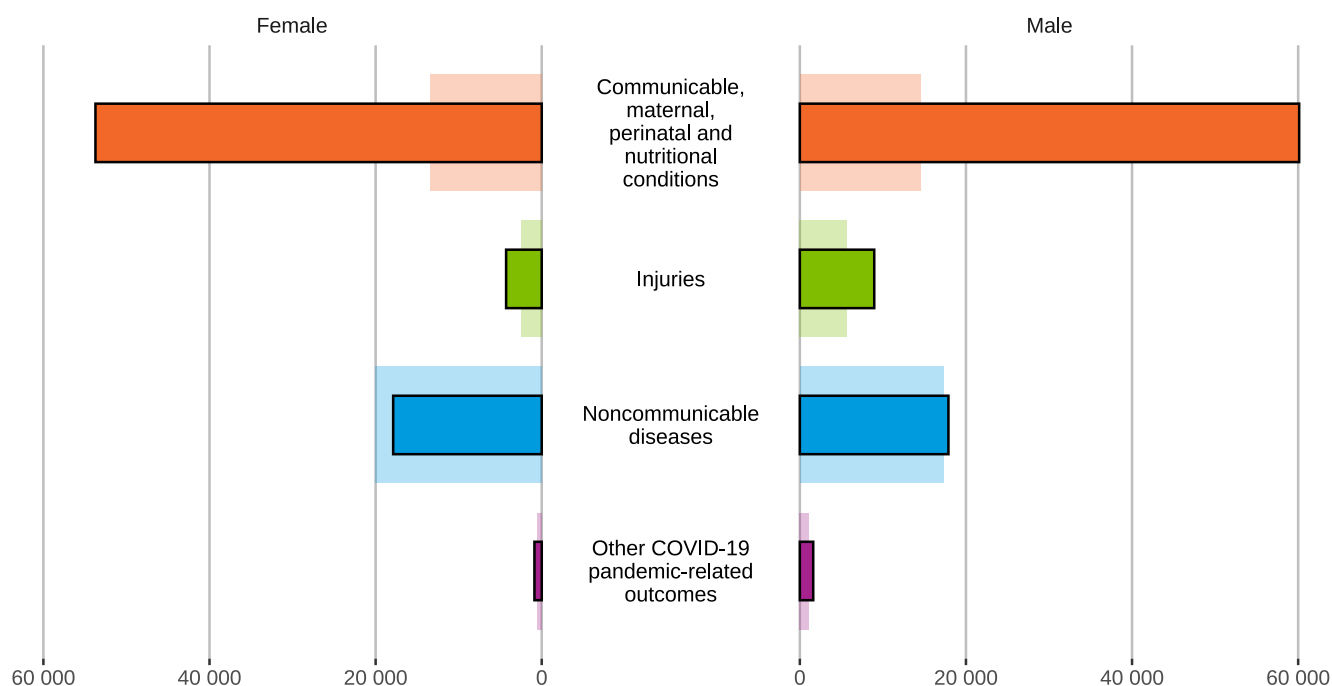 Female
Male
Communicable,
maternal,
perinatal and
nutritional
conditions
Injuries
Noncommunicable
diseases
Other COVID-19
pandemic-related
outcomes
60 000
40 000
20 000
0
0
20 000
40 000
60 000